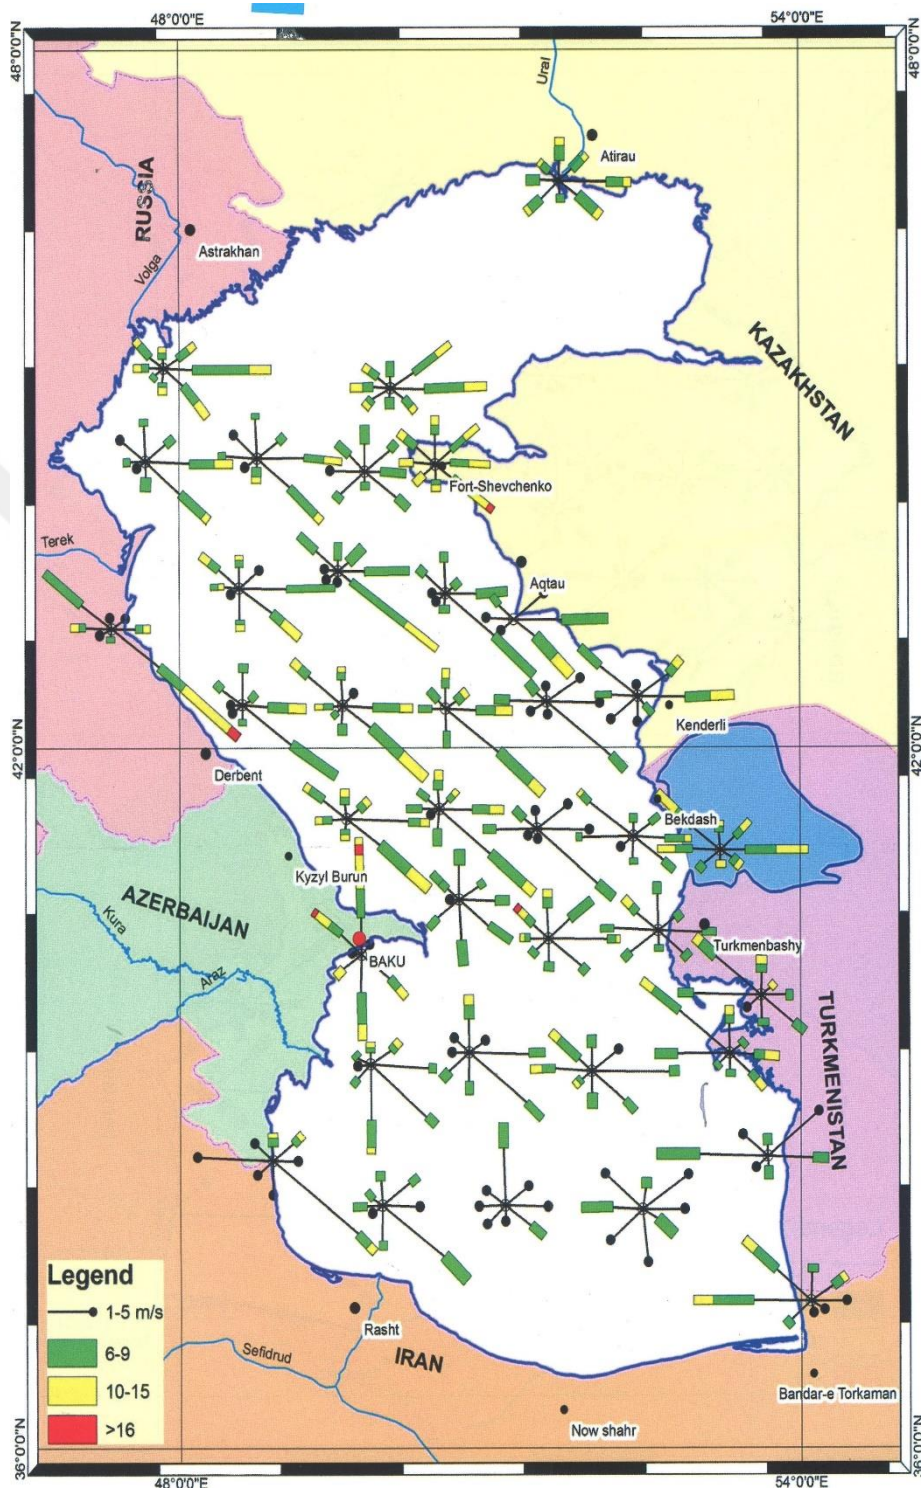 48°0'0"E
54°0'0"E
48°0'0"N
48°0'0"N
Ural
Atirau
RUSSIA
Astrakhan
Volga
KAZAKHSTAN
Fort-Shevchenko
Terek
Aqtau
Kenderli
42°0'0"N
42°0'0"N
Derbent
Bekdash
Kyzyl Burun
AZERBAIJAN
Kura
Araz
BAKU
Turkmenbashy
TURKMENISTAN
Legend
1-5 m/s
6-9
10-15
>16
Rasht
Sefidrud
IRAN
Bandar-e Torkaman
Now shahr
36°0'0"N
36°0'0"N
48°0'0"E
54°0'0"E